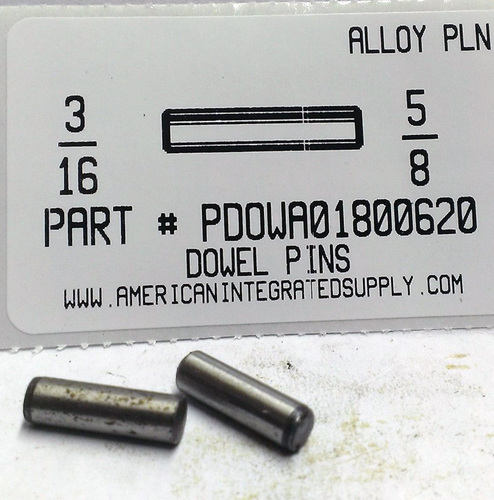 ALLOY PLN
3/16 5/8
PART # PDOWA01800620
DOWEL PINS
WWW.AMERICANINTEGRATEDSUPPLY.COM